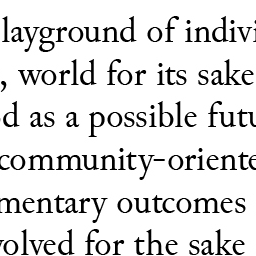 layground of indivi
, world for its sake
d as a possible futu
community-oriente
mentary outcomes
volved for the sake